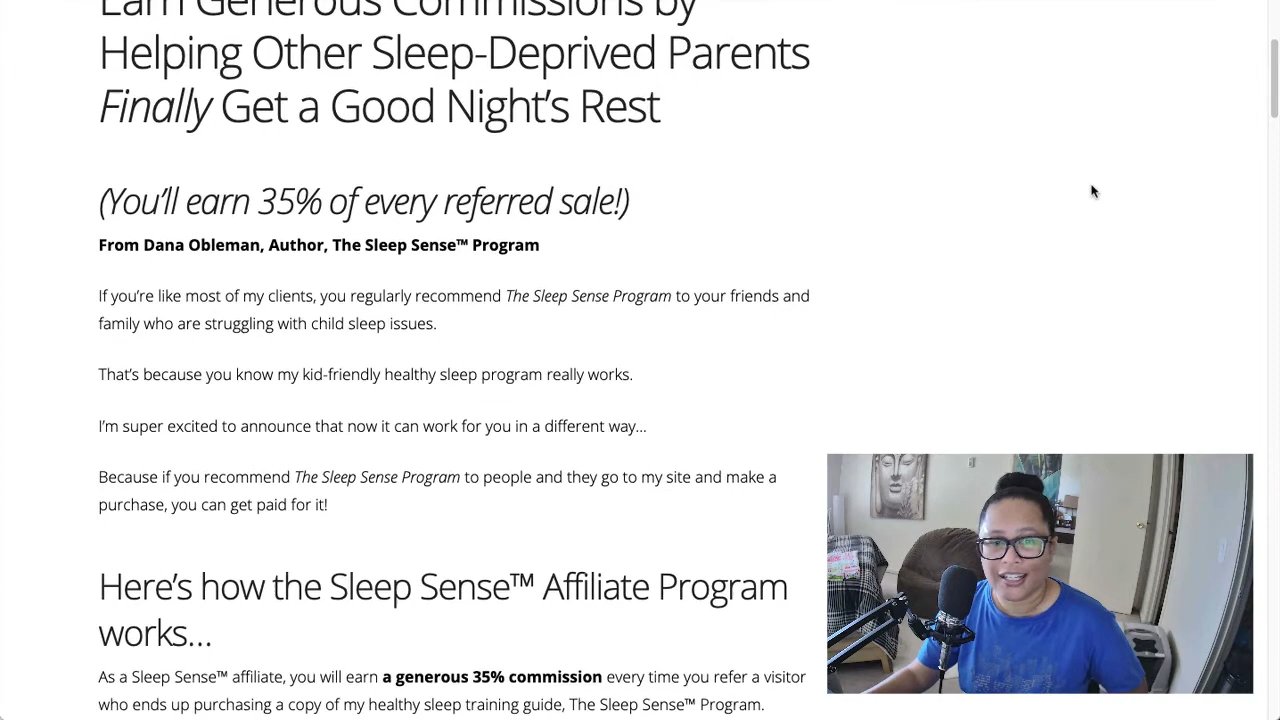 Earn Generous Commissions by
Helping Other Sleep-Deprived Parents
Finally Get a Good Night's Rest
(You'll earn 35% of every referred sale!)
From Dana Obleman, Author, The Sleep Sense™ Program
If you're like most of my clients, you regularly recommend The Sleep Sense Program to your friends and
family who are struggling with child sleep issues.
That's because you know my kid-friendly healthy sleep program really works.
I'm super excited to announce that now it can work for you in a different way...
Because if you recommend The Sleep Sense Program to people and they go to my site and make a
purchase, you can get paid for it!
Here's how the Sleep Sense™ Affiliate Program
works...
As a Sleep Sense™ affiliate, you will earn a generous 35% commission every time you refer a visitor
who ends up purchasing a copy of my healthy sleep training guide, The Sleep Sense™ Program.